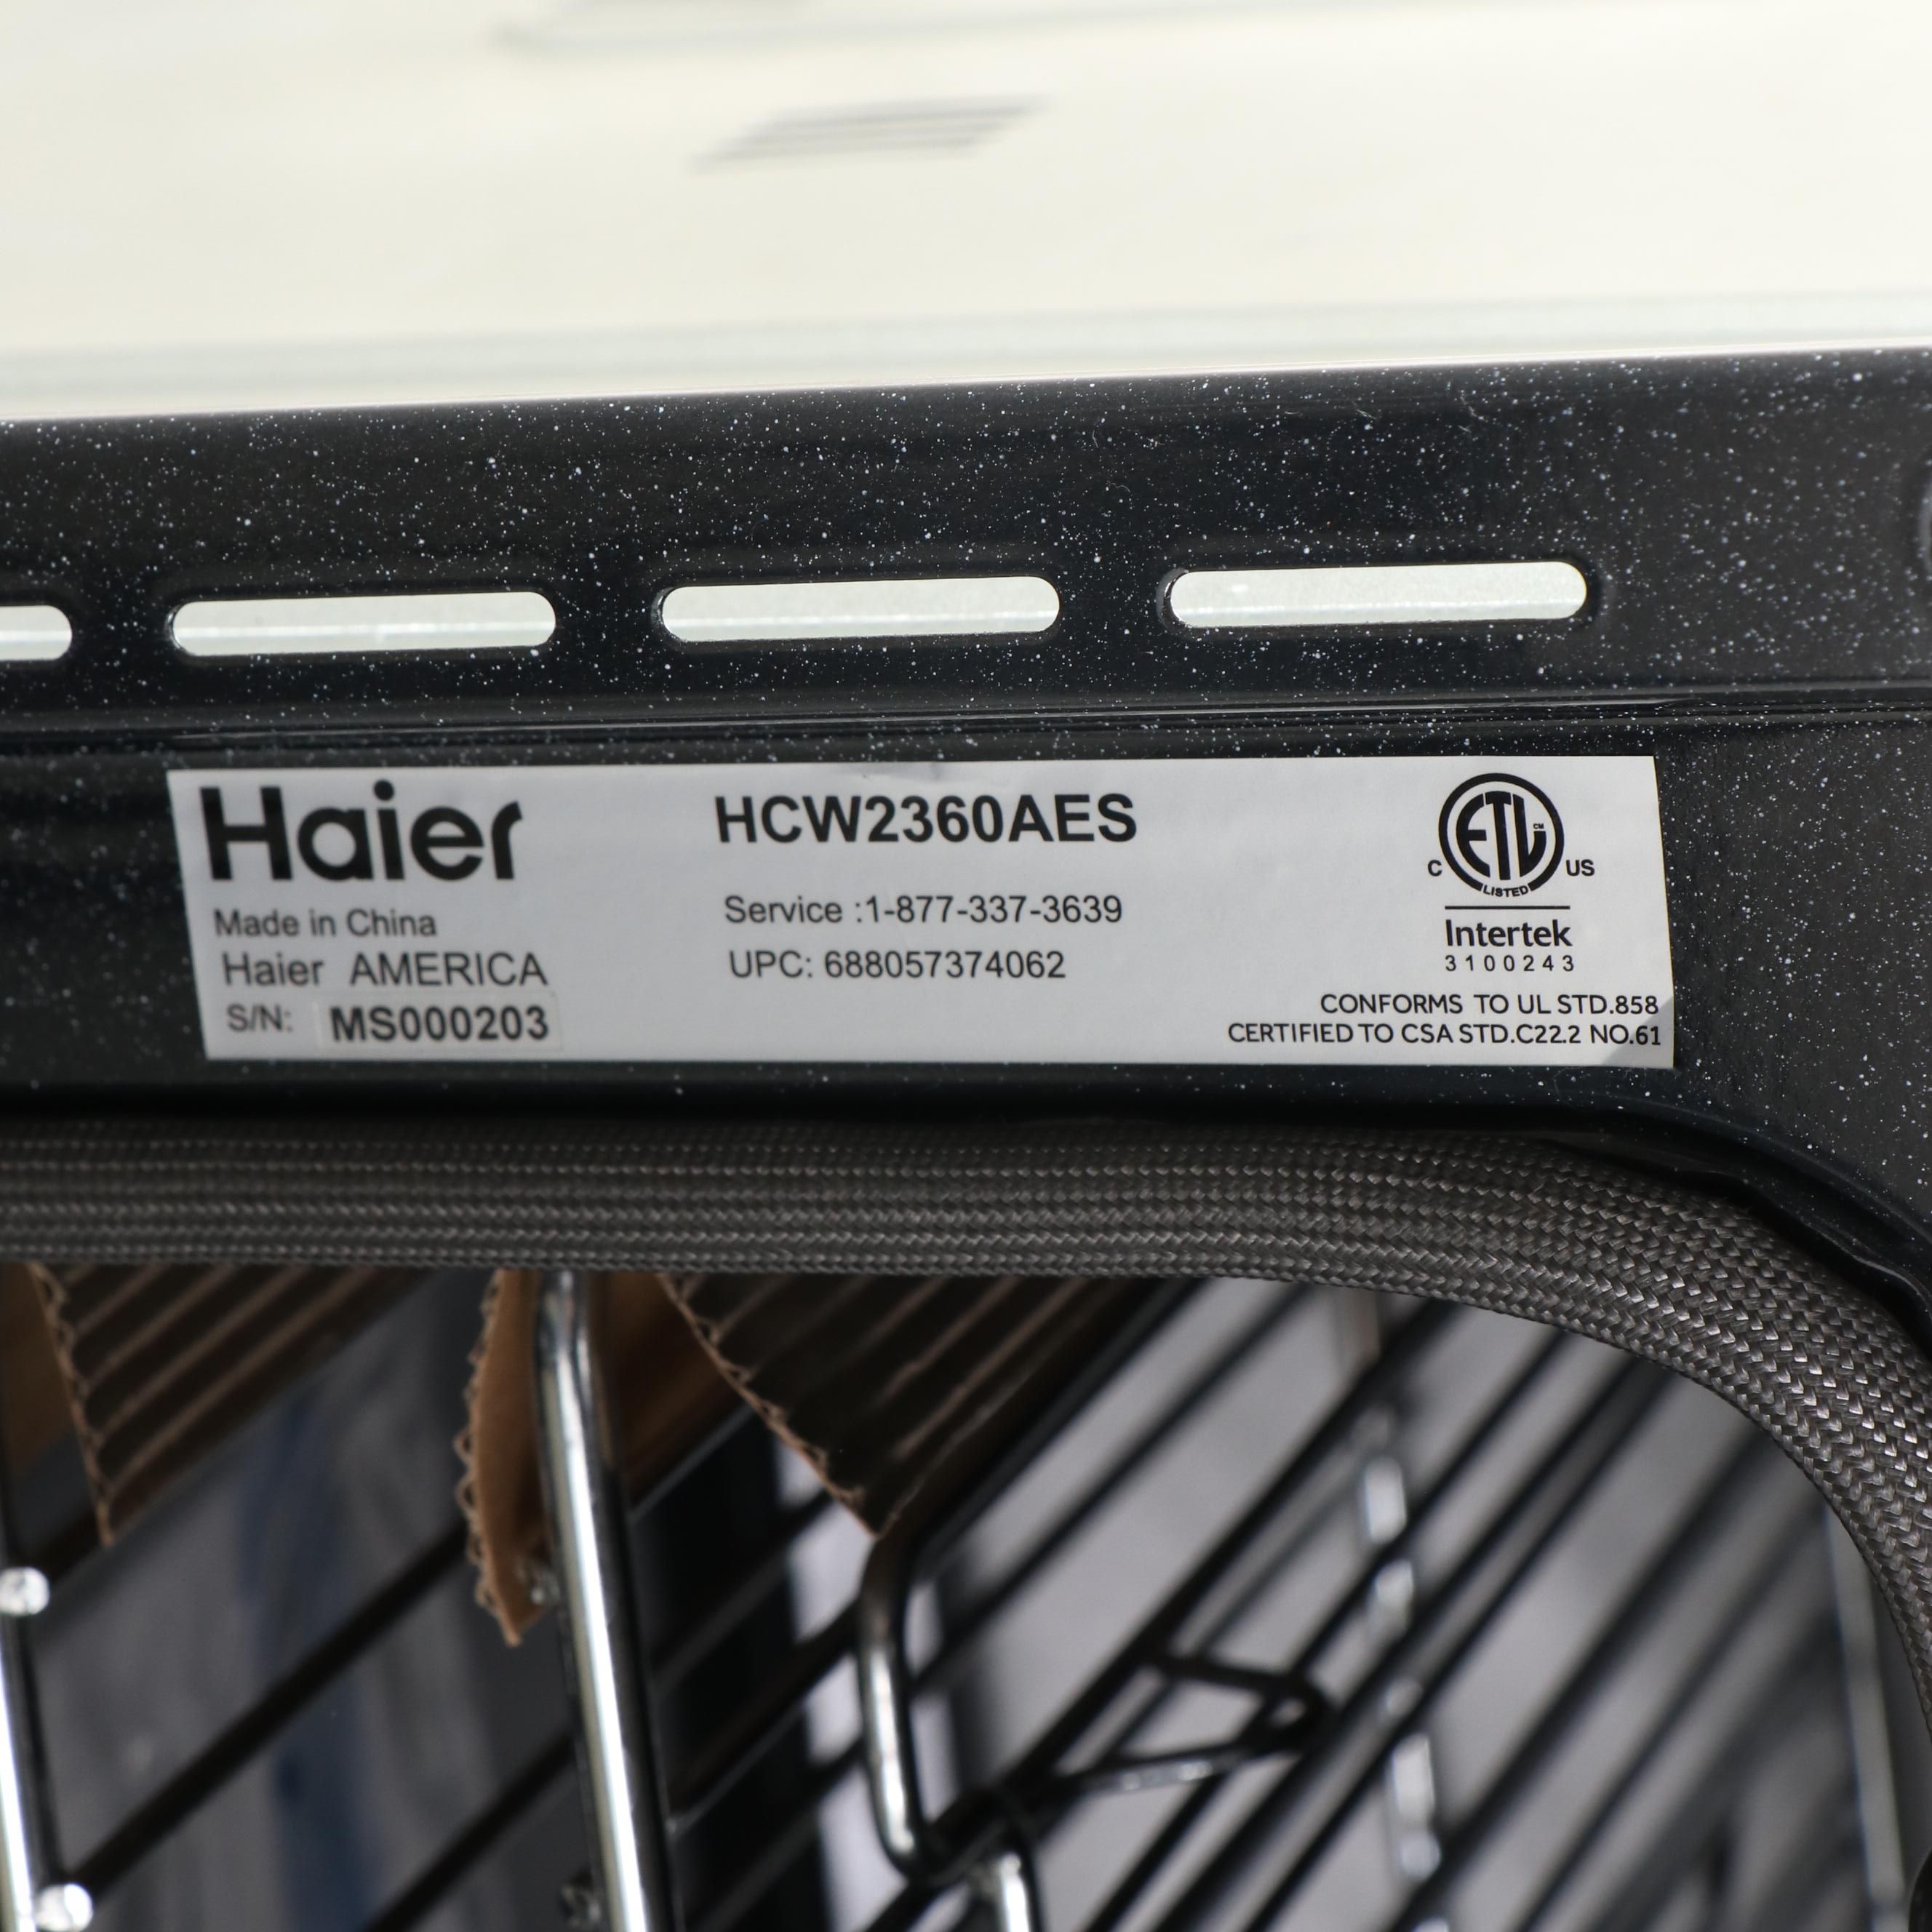 Haier
Made in China
Haier AMERICA
S/N: MS000203
HCW2360AES
Service :1-877-337-3639
UPC: 688057374062
ETL CM
C US
LISTED
Intertek
3100243
CONFORMS TO UL STD.858
CERTIFIED TO CSA STD.C22.2 NO.61